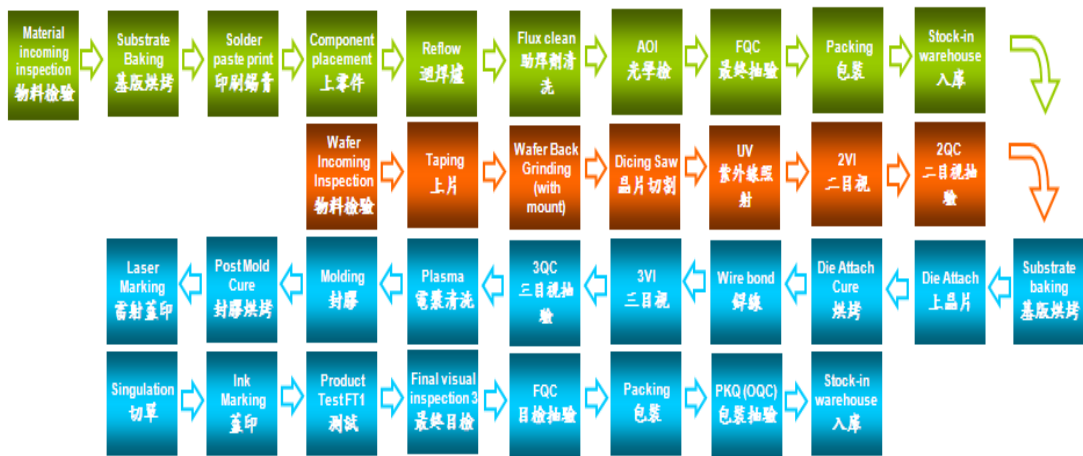 Material
incoming
inspection
物料檢驗
Substrate
Baking
基版烘烤
Solder
paste print
印刷錫膏
Component
placement
上零件
Reflow
迴焊爐
Flux clean
助焊劑清
洗
AOI
光學檢
FQC
最終抽驗
Packing
包裝
Stock-in
warehouse
入庫
Wafer
Incoming
Inspection
物料檢驗
Taping
上片
Wafer Back
Grinding
(with
mount)
Dicing Saw
晶片切割
UV
紫外線照
射
2VI
二目視
2QC
二目視抽
驗
Laser
Marking
雷射蓋印
Post Mold
Cure
封膠烘烤
Molding
封膠
Plasma
電漿清洗
3QC
三目視抽
驗
3VI
三目視
Wire bond
銲線
Die Attach
Cure
烘烤
Die Attach
上晶片
Substrate
baking
基版烘烤
Singulation
切單
Ink
Marking
蓋印
Product
Test FT1
測試
Final visual
inspection 3
最終目檢
FQC
目檢抽驗
Packing
包裝
PKQ (OQC)
包裝抽驗
Stock-in
warehouse
入庫